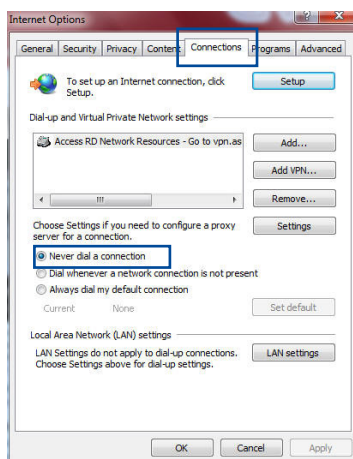 Internet Options
General Security Privacy Content Connections Programs Advanced
To set up an Internet connection, click
Setup.
Setup
Dial-up and Virtual Private Network settings
Access RD Network Resources - Go to vpn.as
Add...
Add VPN...
Remove...
Choose Settings if you need to configure a proxy
server for a connection.
Settings
Never dial a connection
Dial whenever a network connection is not present
Always dial my default connection
Current None
Set default
Local Area Network (LAN) settings
LAN Settings do not apply to dial-up connections.
Choose Settings above for dial-up settings.
LAN settings
OK Cancel Apply